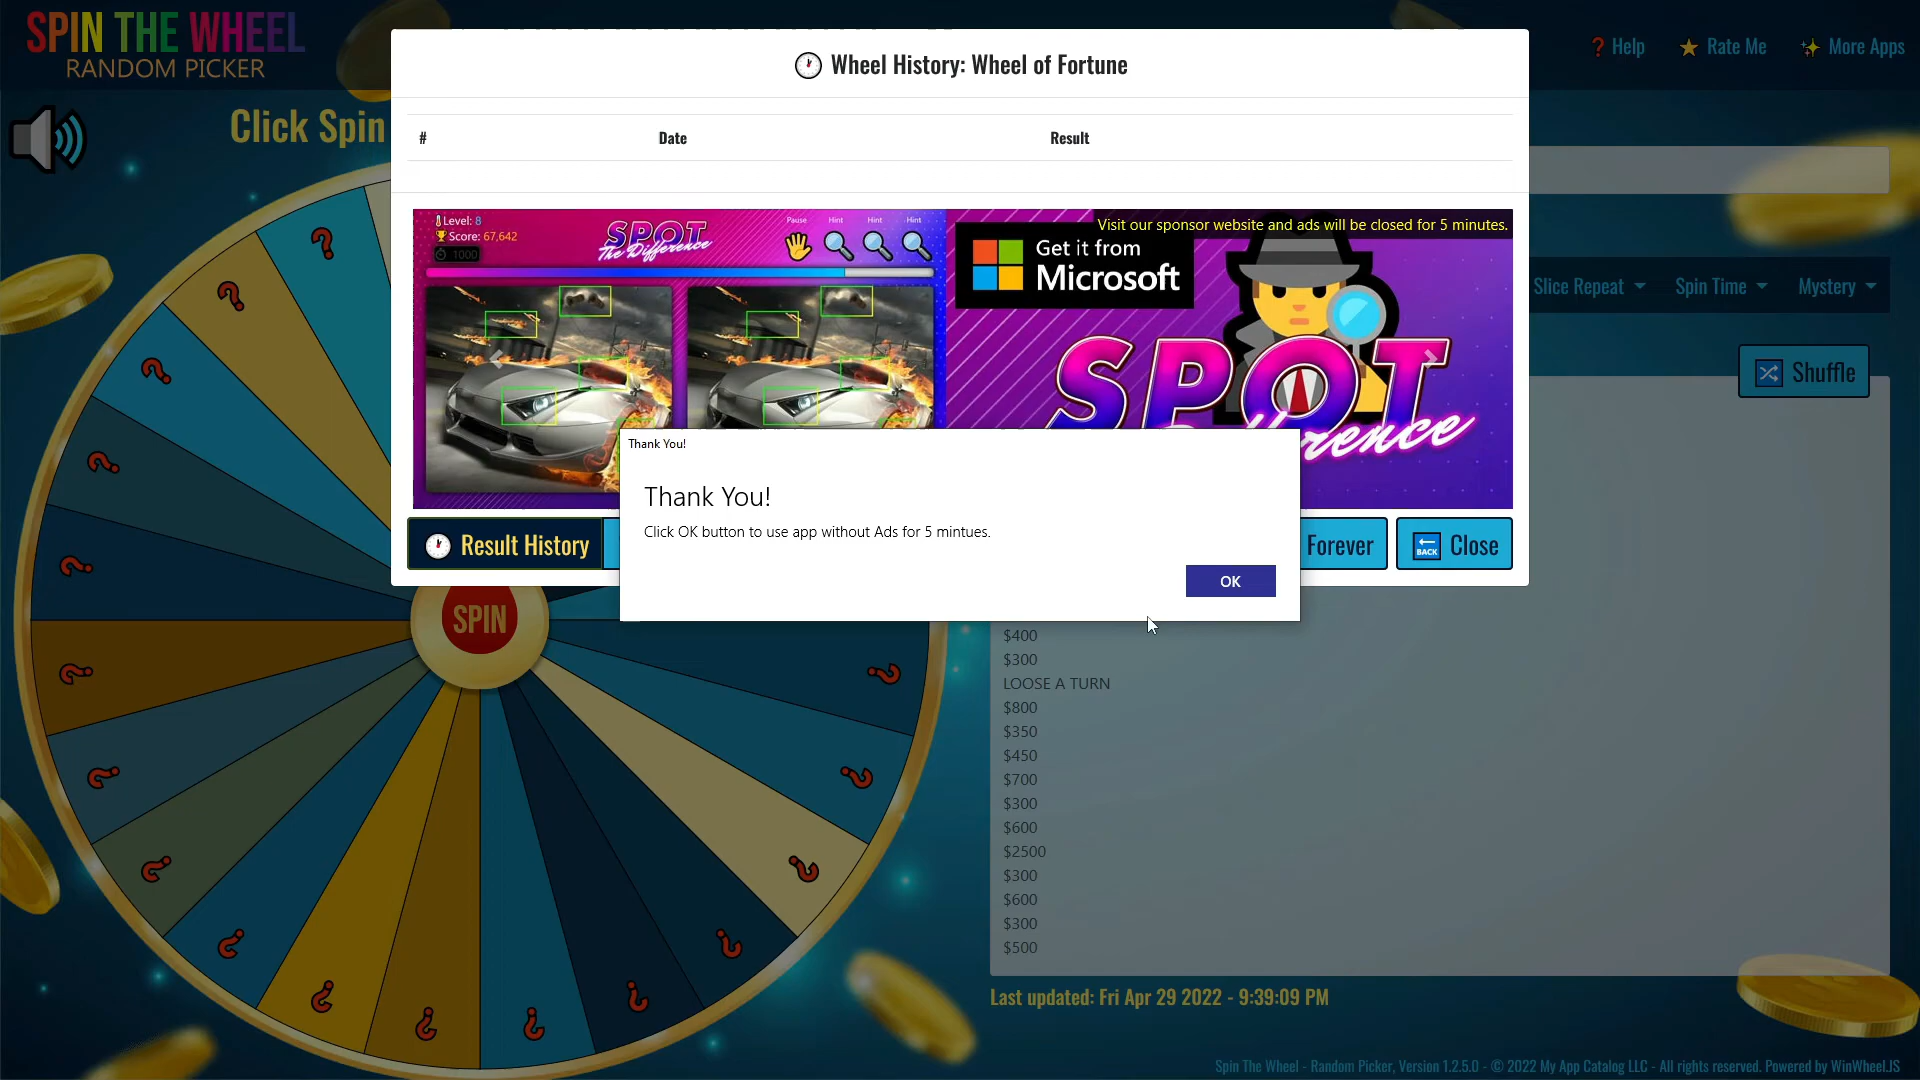 SPIN THE WHEEL
RANDOM PICKER
Help
Rate Me
More Apps
Click Spin
Wheel History: Wheel of Fortune
# Date Result
Level: 8
Score: 67,642
1000
SPOT
The Difference
Pause Hint Hint Hint
Visit our sponsor website and ads will be closed for 5 minutes.
Get it from
Microsoft
SPOT
Slice Repeat
Spin Time
Mystery
Shuffle
Thank You!
Thank You!
Click OK button to use app without Ads for 5 mintues.
OK
Result History
Forever
BACK
Close
SPIN
$400
$300
LOOSE A TURN
$800
$350
$450
$700
$300
$600
$2500
$300
$600
$300
$500
Last updated: Fri Apr 29 2022 - 9:39:09 PM
Spin The Wheel - Random Picker, Version 1.2.5.0 - © 2022 My App Catalog LLC - All rights reserved. Powered by WinWheel.JS